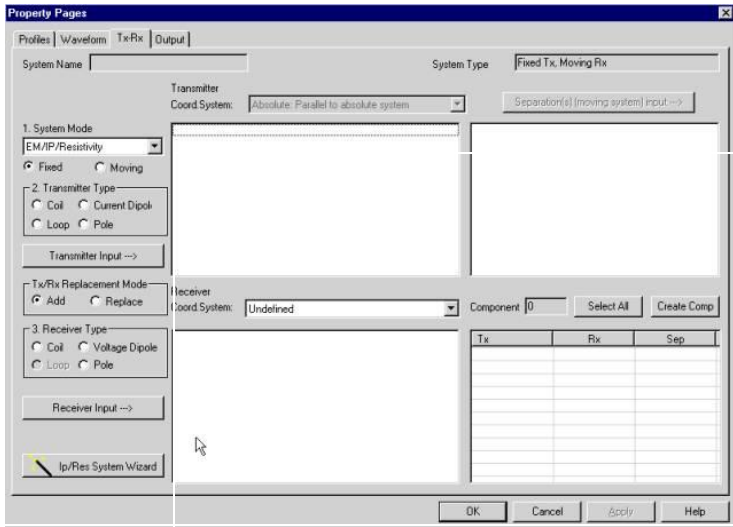 Property Pages
Profiles Waveform Tx-Rx Output
System Name System Type Fixed Tx, Moving Rx
Transmitter
Coord.System: Absolute: Parallel to absolute system Separation(s) (moving system) input --->
1. System Mode
EM/IP/Resistivity
Fixed Moving
2. Transmitter Type
Coil Current Dipol
Loop Pole
Transmitter Input --->
Tx/Rx Replacement Mode
Add Replace
Receiver
Coord.System: Undefined Component 0 Select All Create Comp
3. Receiver Type
Coil Voltage Dipole
Loop Pole
Tx Rx Sep
Receiver Input --->
Ip/Res System Wizard
OK Cancel Apply Help